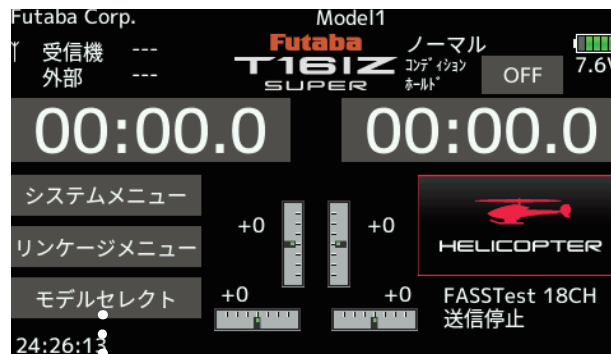 Futaba Corp.
Model1
受信機 ---
外部 ---
Futaba
T16IZ
SUPER
ノーマル
コンディション
ホールド
OFF
7.6V
00:00.0
00:00.0
システムメニュー
リンケージメニュー
モデルセレクト
+0
+0
+0
+0
HELICOPTER
FASSTest 18CH
送信停止
24:26:13